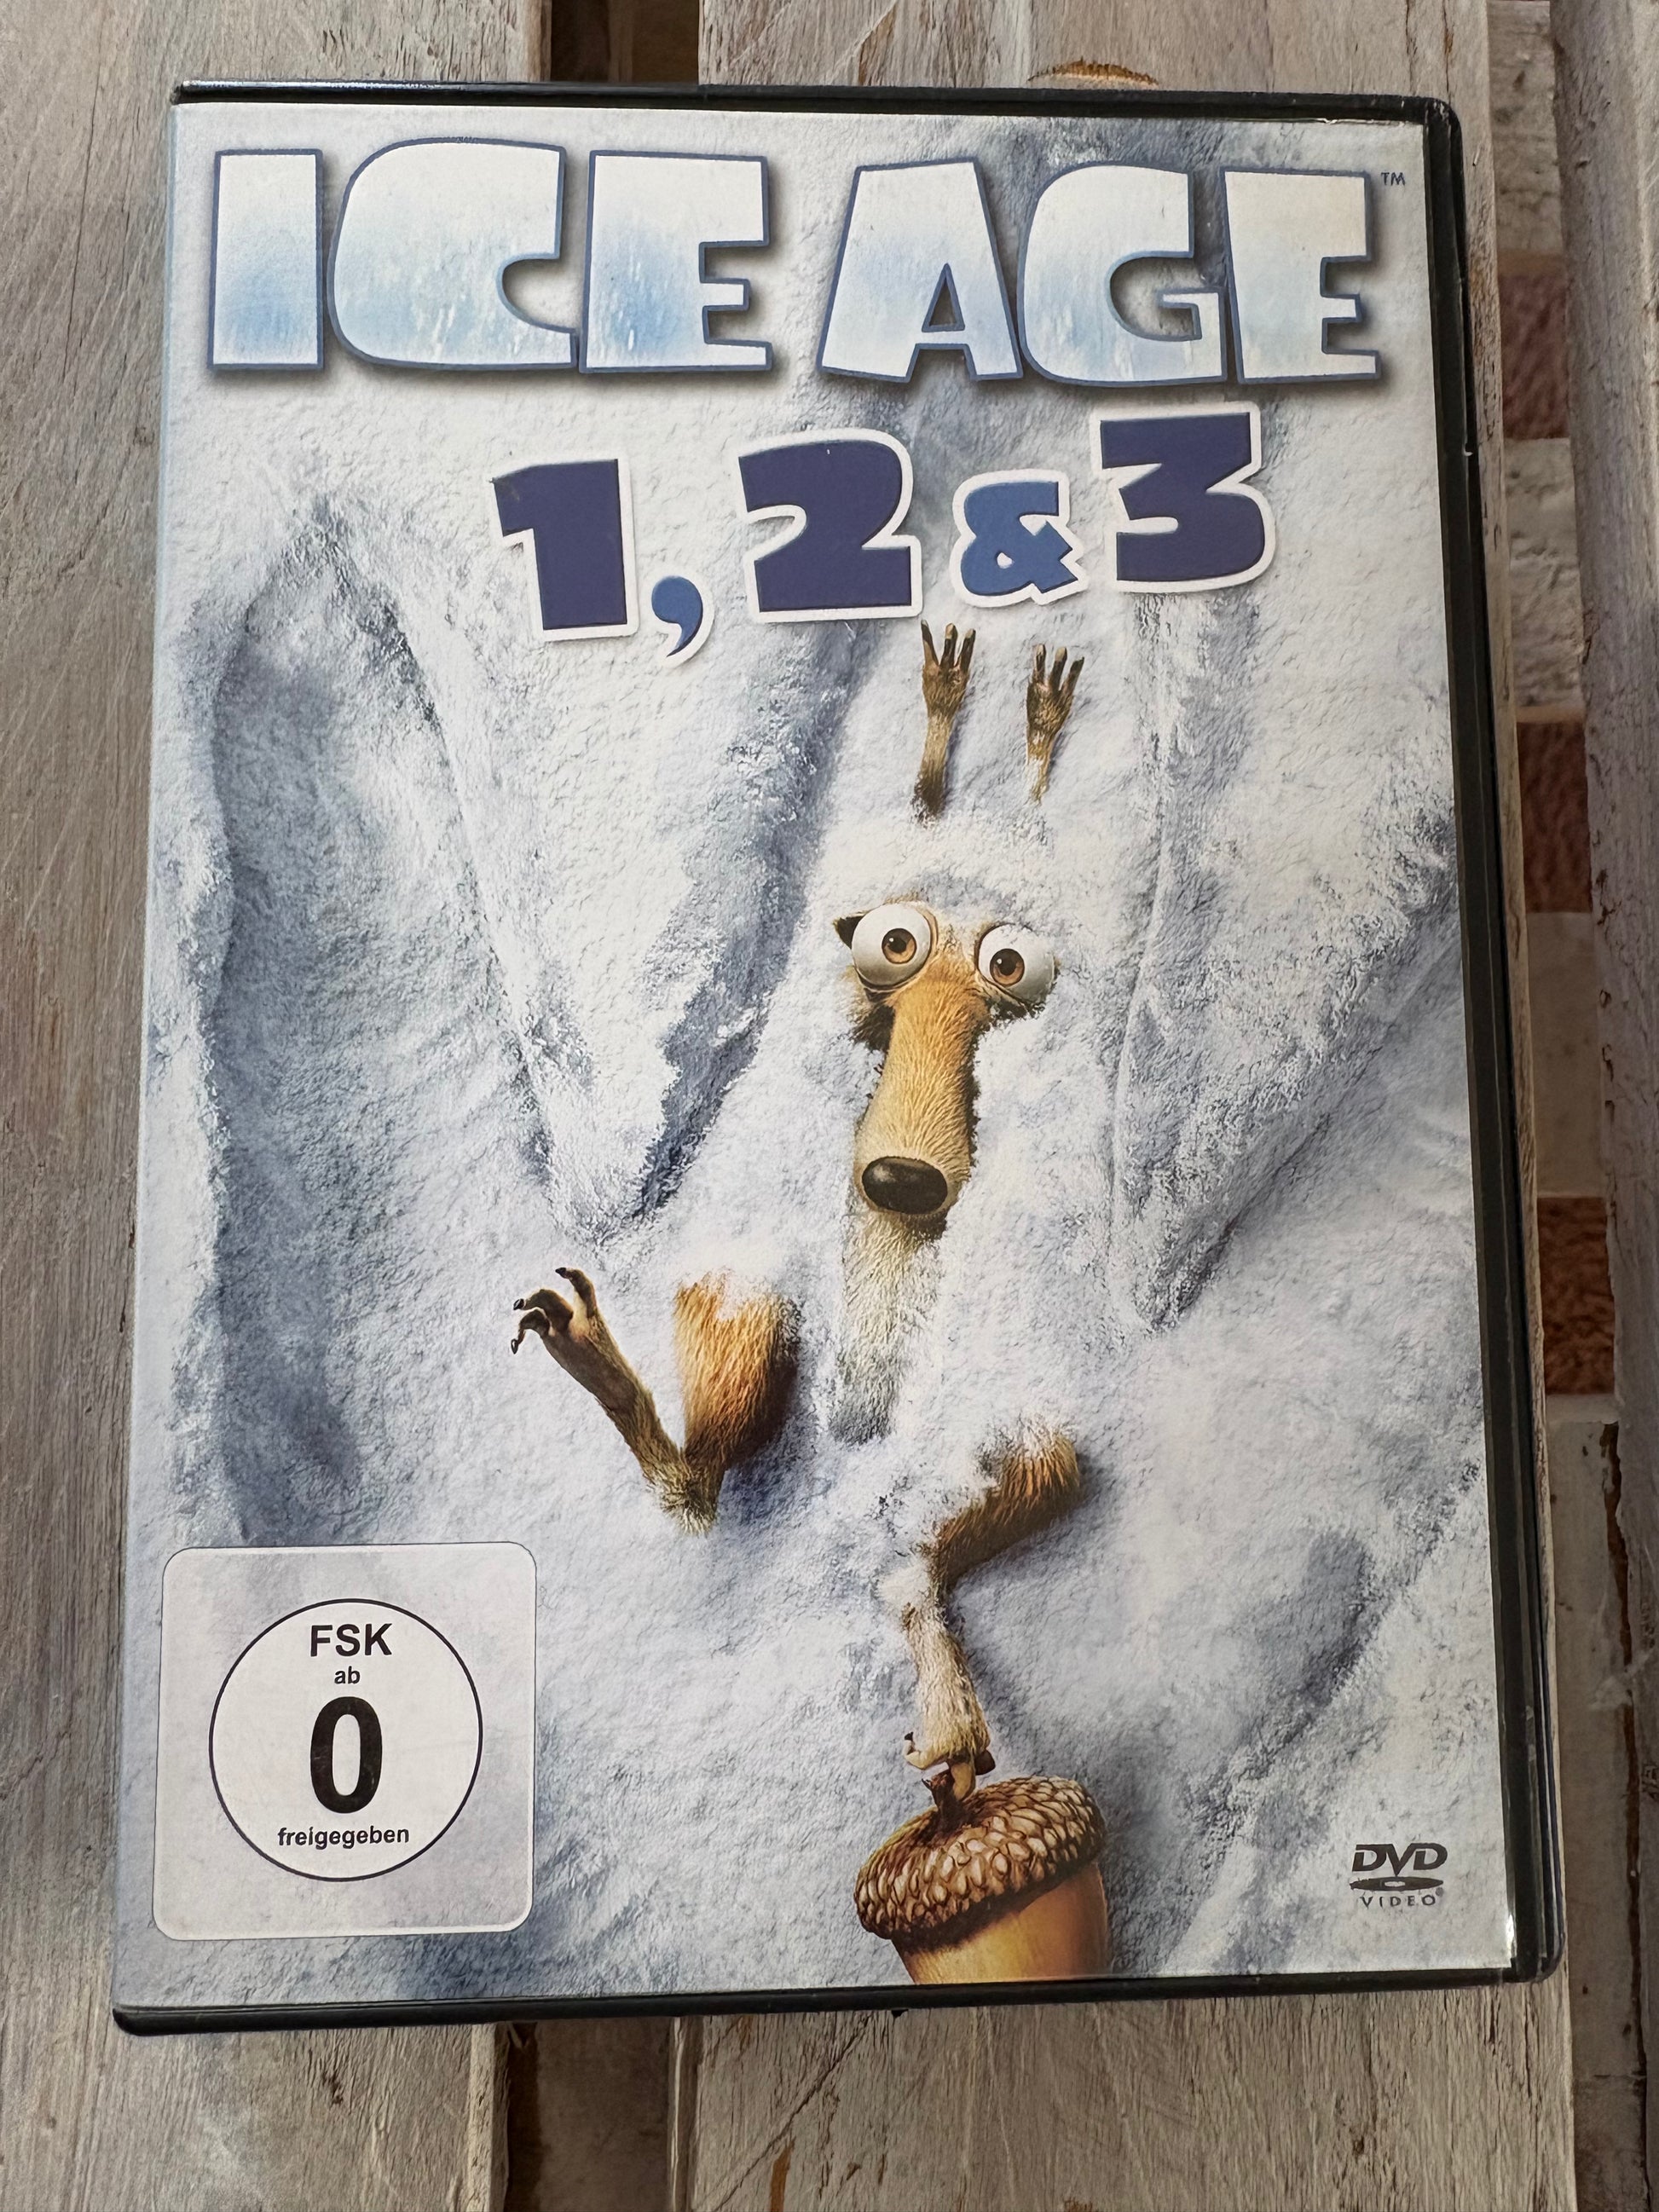 ICE AGE™
1, 2 & 3
FSK
ab
0
freigegeben
DVD
VIDEO